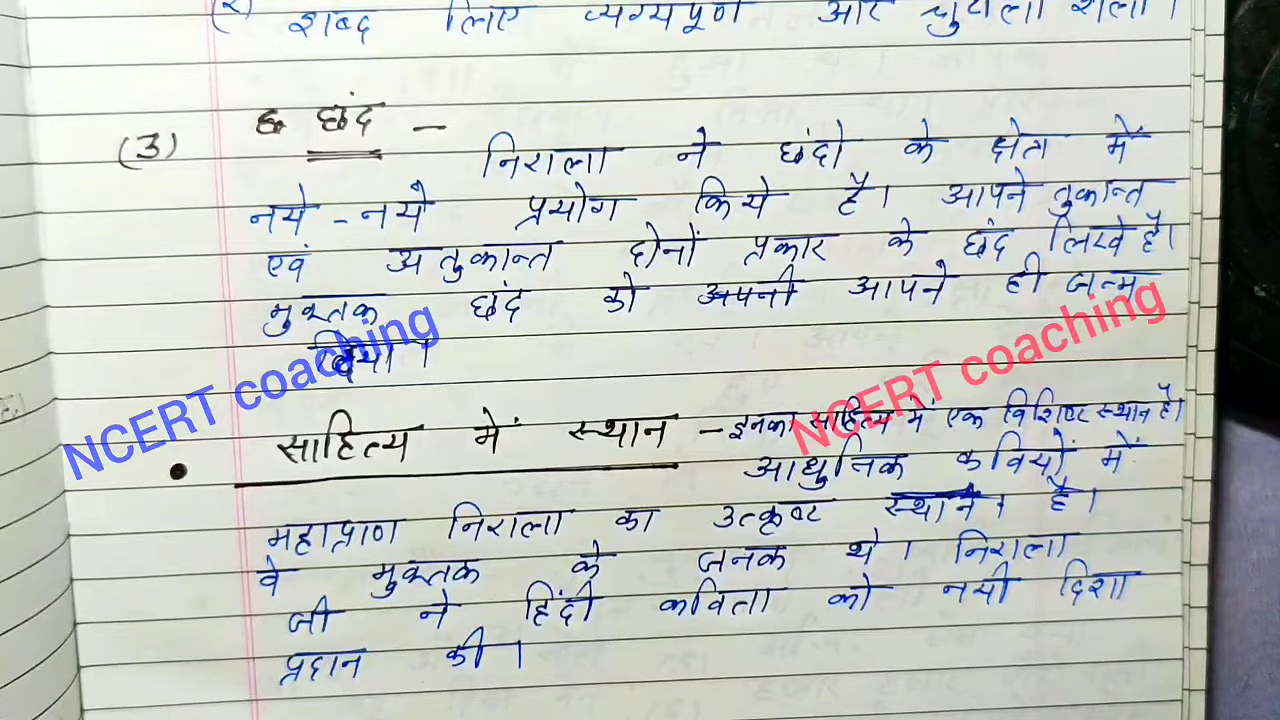 शब्द लिए व्यंग्यपूर्ण और चुटीली शैली।
(3) छंद –
निराला ने छंदो के क्षेत्र में
नये-नये प्रयोग किये है। आपने तुकान्त
एवं अतुकान्त दोनों प्रकार के छंद लिखे है।
मुक्तक छंद को अपनी आपने ही जन्म
दिया।
NCERT coaching
NCERT coaching
• साहित्य में स्थान – इनका साहित्य में एक विशिष्ट स्थान है।
आधुनिक कवियों में
महाप्राण निराला का उत्कृष्ट स्थान। है।
वे मुक्तक के जनक थे। निराला
जी ने हिंदी कविता को नयी दिशा
प्रदान की।